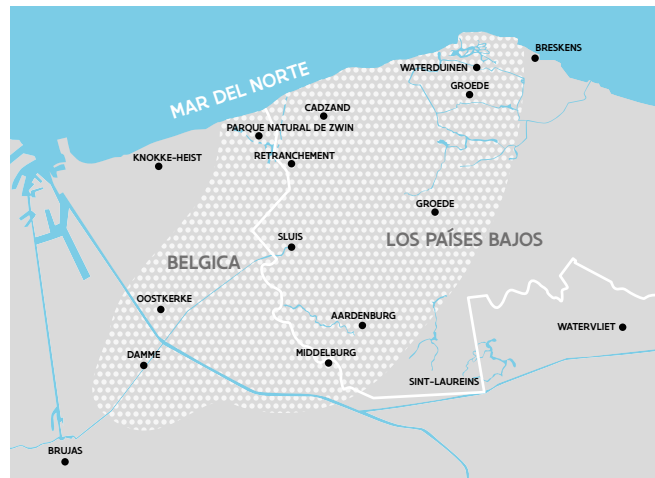 BRESKENS
WATERDUINEN
MAR DEL NORTE
GROEDE
CADZAND
PARQUE NATURAL DE ZWIN
KNOKKE-HEIST
RETRANCHEMENT
GROEDE
SLUIS
LOS PAÍSES BAJOS
BELGICA
OOSTKERKE
AARDENBURG
WATERVLIET
DAMME
MIDDELBURG
SINT-LAUREINS
BRUJAS